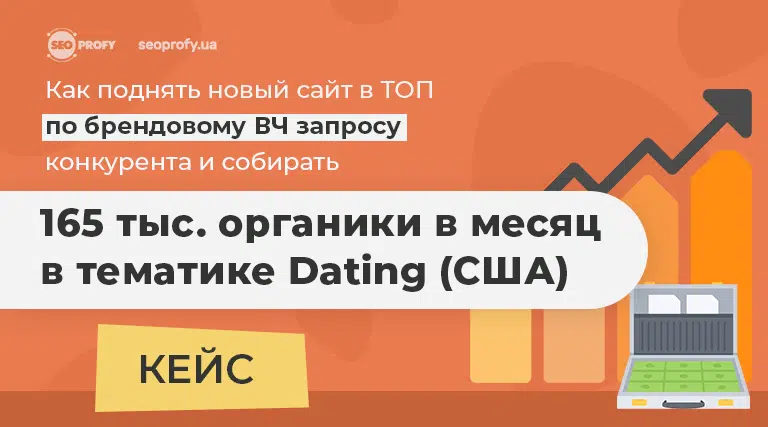 SEO PROFY seoprofy.ua
Как поднять новый сайт в ТОП
по брендовому ВЧ запросу
конкурента и собирать
165 тыс. органики в месяц
в тематике Dating (США)
КЕЙС